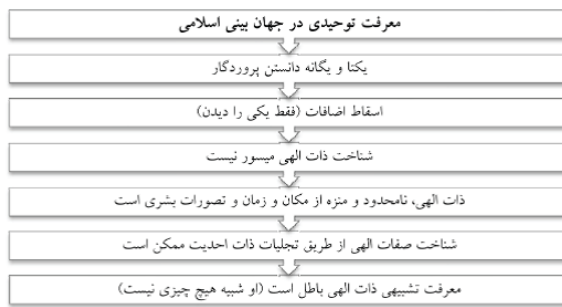 معرفت توحیدی در جهان بینی اسلامی
یکتا و یگانه دانستن پروردگار
اسقاط اضافات (فقط یکی را دیدن)
شناخت ذات الهی میسور نیست
ذات الهی، نامحدود و منزه از مکان و زمان و تصورات بشری است
شناخت صفات الهی از طریق تجلیات ذات احدیت ممکن است
معرفت تشبیهی ذات الهی باطل است (او شبیه هیچ چیزی نیست)